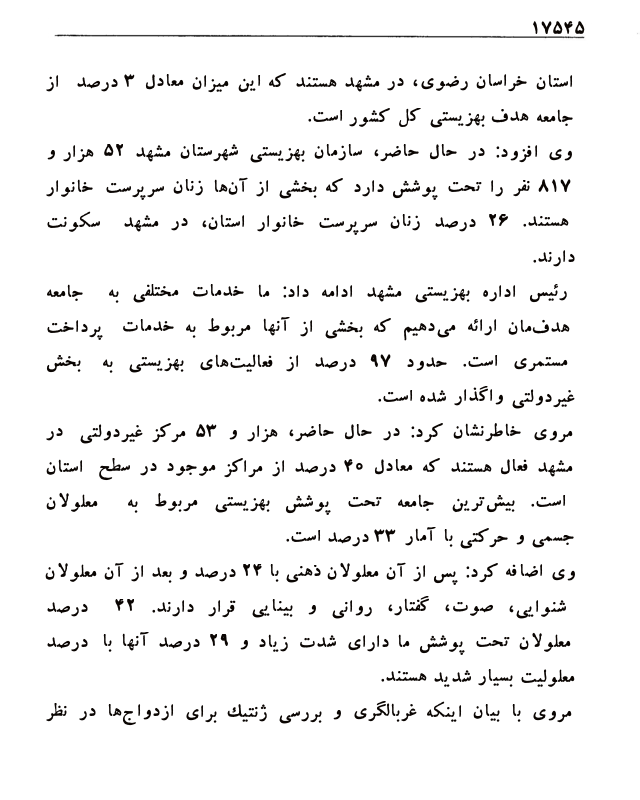 ۱۷۵۴۵
استان خراسان رضوی، در مشهد هستند که این میزان معادل ۳ درصد از
جامعه هدف بهزیستی کل کشور است.
وی افزود: در حال حاضر، سازمان بهزیستی شهرستان مشهد ۵۲ هزار و
۸۱۷ نفر را تحت پوشش دارد که بخشی از آن‌ها زنان سرپرست خانوار
هستند. ۲۶ درصد زنان سرپرست خانوار استان، در مشهد سکونت
دارند.
رئیس اداره بهزیستی مشهد ادامه داد: ما خدمات مختلفی به جامعه
هدف‌مان ارائه می‌دهیم که بخشی از آنها مربوط به خدمات پرداخت
مستمری است. حدود ۹۷ درصد از فعالیت‌های بهزیستی به بخش
غیردولتی واگذار شده است.
مروی خاطرنشان کرد: در حال حاضر، هزار و ۵۳ مرکز غیردولتی در
مشهد فعال هستند که معادل ۴۰ درصد از مراکز موجود در سطح استان
است. بیش‌ترین جامعه تحت پوشش بهزیستی مربوط به معلولان
جسمی و حرکتی با آمار ۳۳ درصد است.
وی اضافه کرد: پس از آن معلولان ذهنی با ۲۴ درصد و بعد از آن معلولان
شنوایی، صوت، گفتار، روانی و بینایی قرار دارند. ۴۲ درصد
معلولان تحت پوشش ما دارای شدت زیاد و ۲۹ درصد آنها با درصد
معلولیت بسیار شدید هستند.
مروی با بیان اینکه غربالگری و بررسی ژنتیك برای ازدواج‌ها در نظر